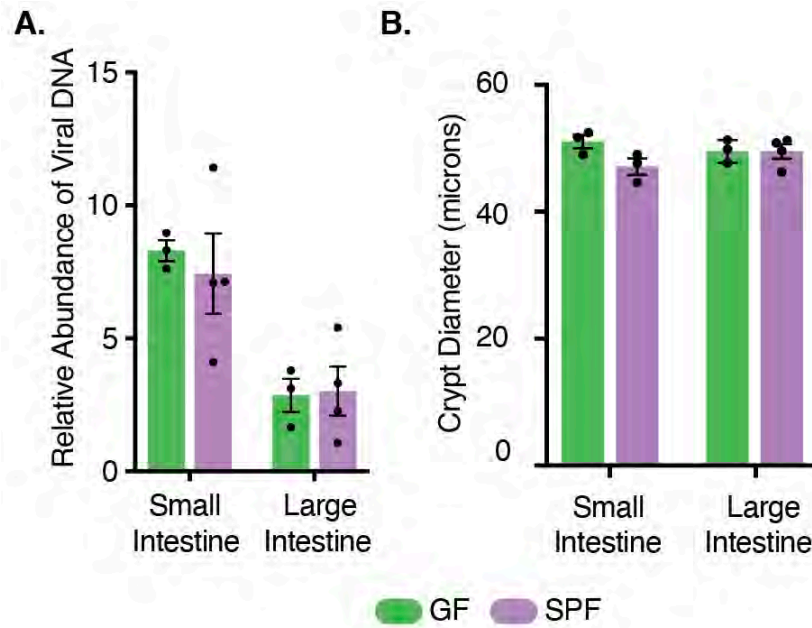 A.
Relative Abundance of Viral DNA
15
10
5
0
Small
Intestine
Large
Intestine
B.
Crypt Diameter (microns)
60
40
20
0
Small
Intestine
Large
Intestine
GF
SPF